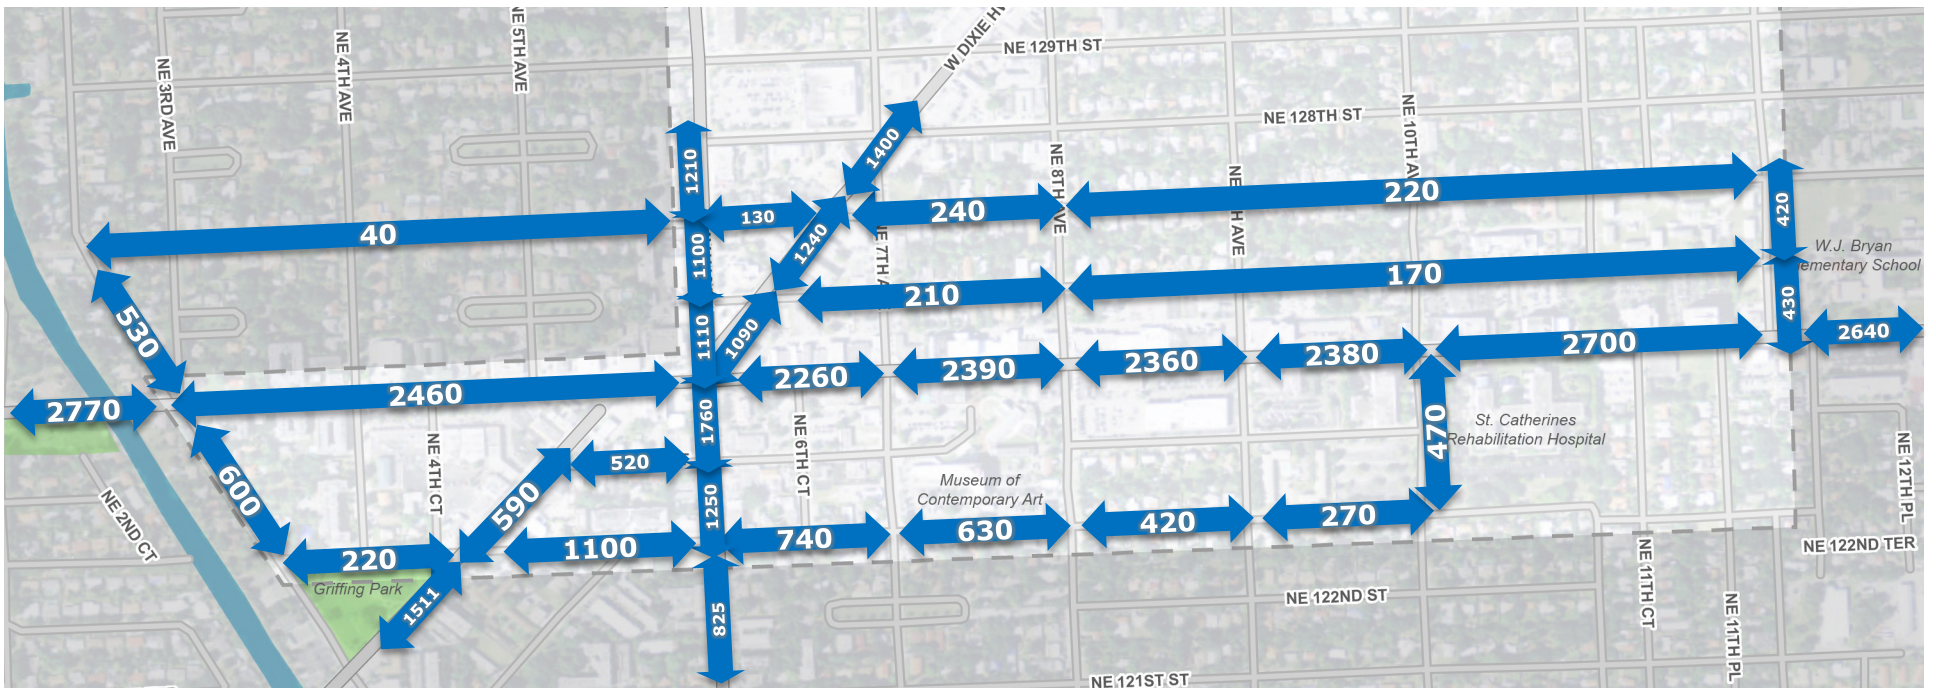 NE 5TH AVE
W DIXIE
NE 129TH ST
NE 4TH AVE
NE 3RD AVE
NE 128TH ST
NE 10TH
1400
1210
NE 8TH AVE
NE
AVE
220
130
240
420
40
1240
1100
W.J. Bryan
ementary School
170
210
430
530
1110
1090
2640
2700
2380
2360
2390
2260
2460
2770
1760
470
St. Catherines
Rehabilitation Hospital
NE 4TH CT
NE 6TH CT
NE 12TH PL
520
600
590
Museum of
Contemporary Art
NE 2ND CT
1250
270
420
630
740
1100
220
NE 122ND TER
Griffing Park
1511
825
NE 122ND ST
NE 11TH CT
NE 11TH PL
NE 121ST ST